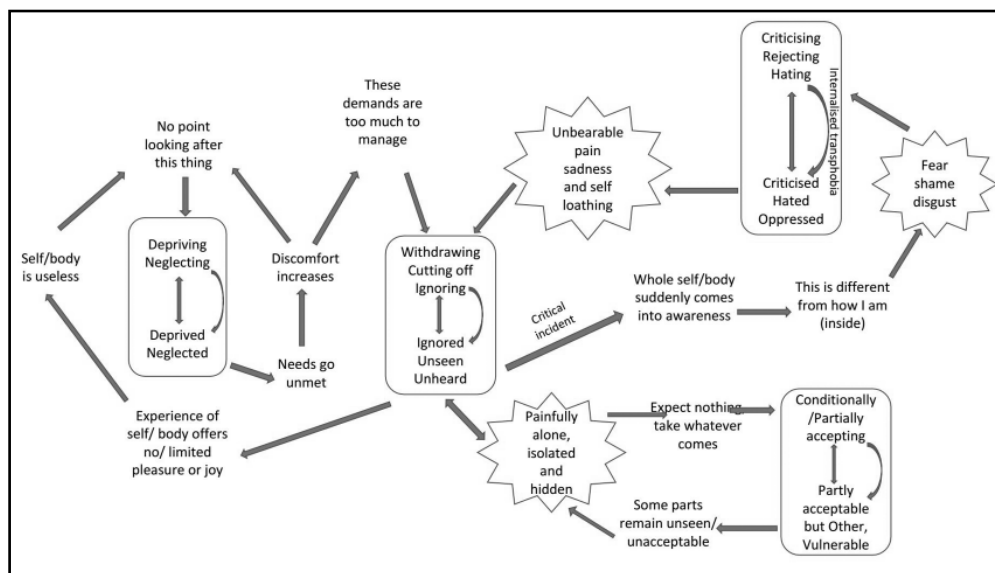 These
demands are
too much to
manage
No point
looking after
this thing
Depriving
Neglecting
Deprived
Neglected
Self/body
is useless
Discomfort
increases
Needs go
unmet
Experience of
self/ body offers
no/ limited
pleasure or joy
Withdrawing
Cutting off
Ignoring
Ignored
Unseen
Unheard
Unbearable
pain
sadness
and self
loathing
Criticising
Rejecting
Hating
Internalised transphobia
Criticised
Hated
Oppressed
Fear
shame
disgust
Critical
incident
Whole self/body
suddenly comes
into awareness
This is different
from how I am
(inside)
Painfully
alone,
isolated
and
hidden
Expect nothing,
take whatever
comes
Conditionally
/Partially
accepting
Partly
acceptable
but Other,
Vulnerable
Some parts
remain unseen/
unacceptable